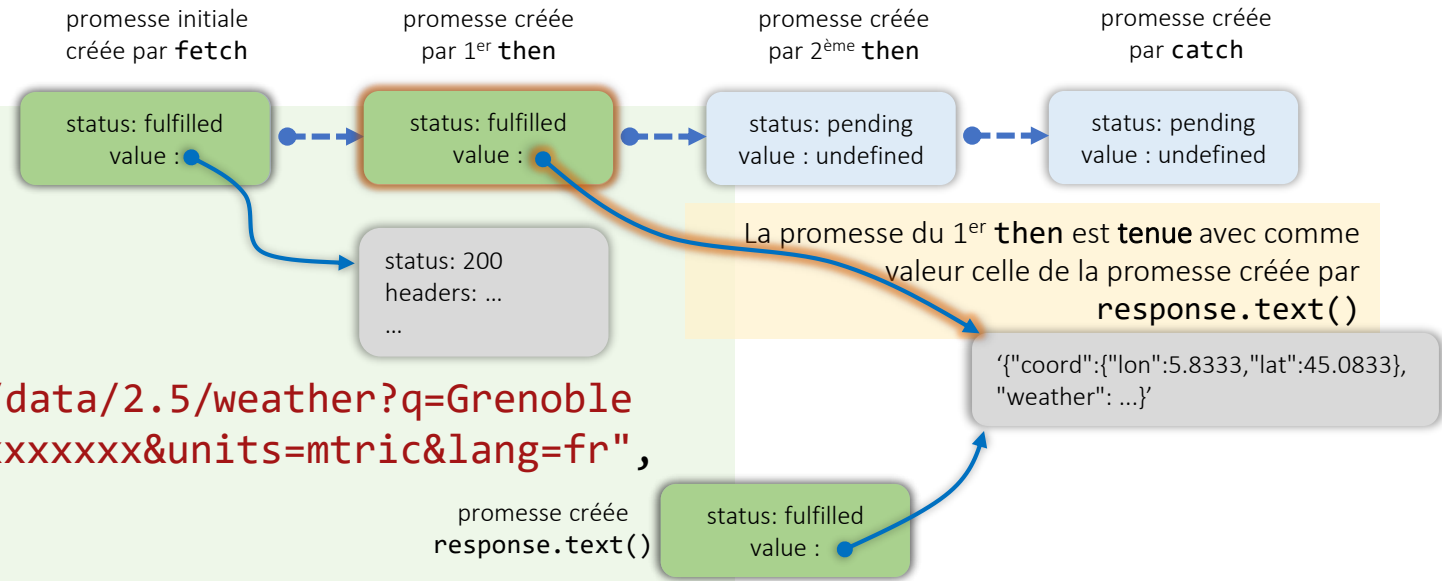 promesse initiale
créée par fetch
promesse créée
par 1er then
promesse créée
par 2ème then
promesse créée
par catch
status: fulfilled
value :
status: fulfilled
value :
status: pending
value : undefined
status: pending
value : undefined
La promesse du 1er then est tenue avec comme
valeur celle de la promesse créée par
response.text()
status: 200
headers: …
…
‘{"coord":{"lon":5.8333,"lat":45.0833},
"weather": ...}’
/data/2.5/weather?q=Grenoble
xxxxxxx&units=mtric&lang=fr",
promesse créée
response.text()
status: fulfilled
value :